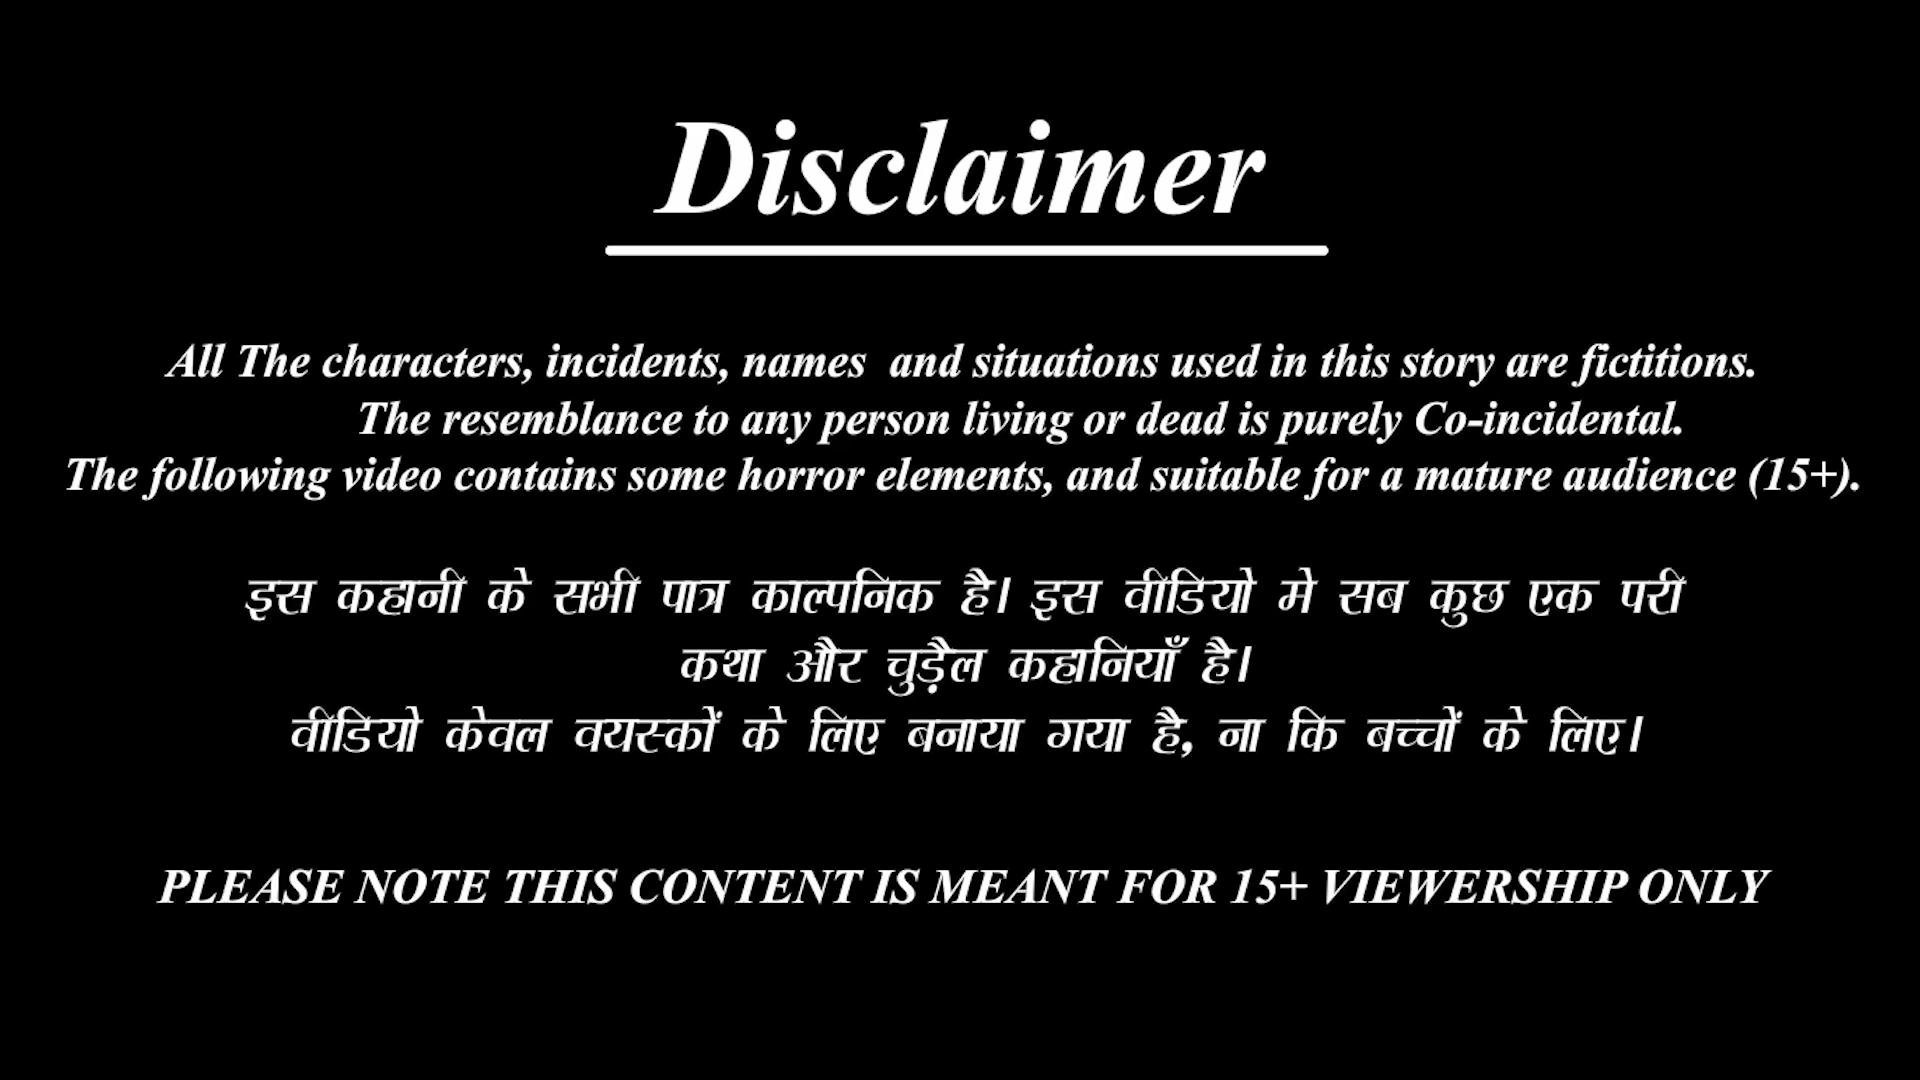 Disclaimer
All The characters, incidents, names  and situations used in this story are fictitions.
The resemblance to any person living or dead is purely Co-incidental.
The following video contains some horror elements, and suitable for a mature audience (15+).
इस कहानी के सभी पात्र काल्पनिक है। इस वीडियो मे सब कुछ एक परी
कथा और चुड़ैल कहानियाँ है।
वीडियो केवल वयस्कों के लिए बनाया गया है, ना कि बच्चों के लिए।
PLEASE NOTE THIS CONTENT IS MEANT FOR 15+ VIEWERSHIP ONLY